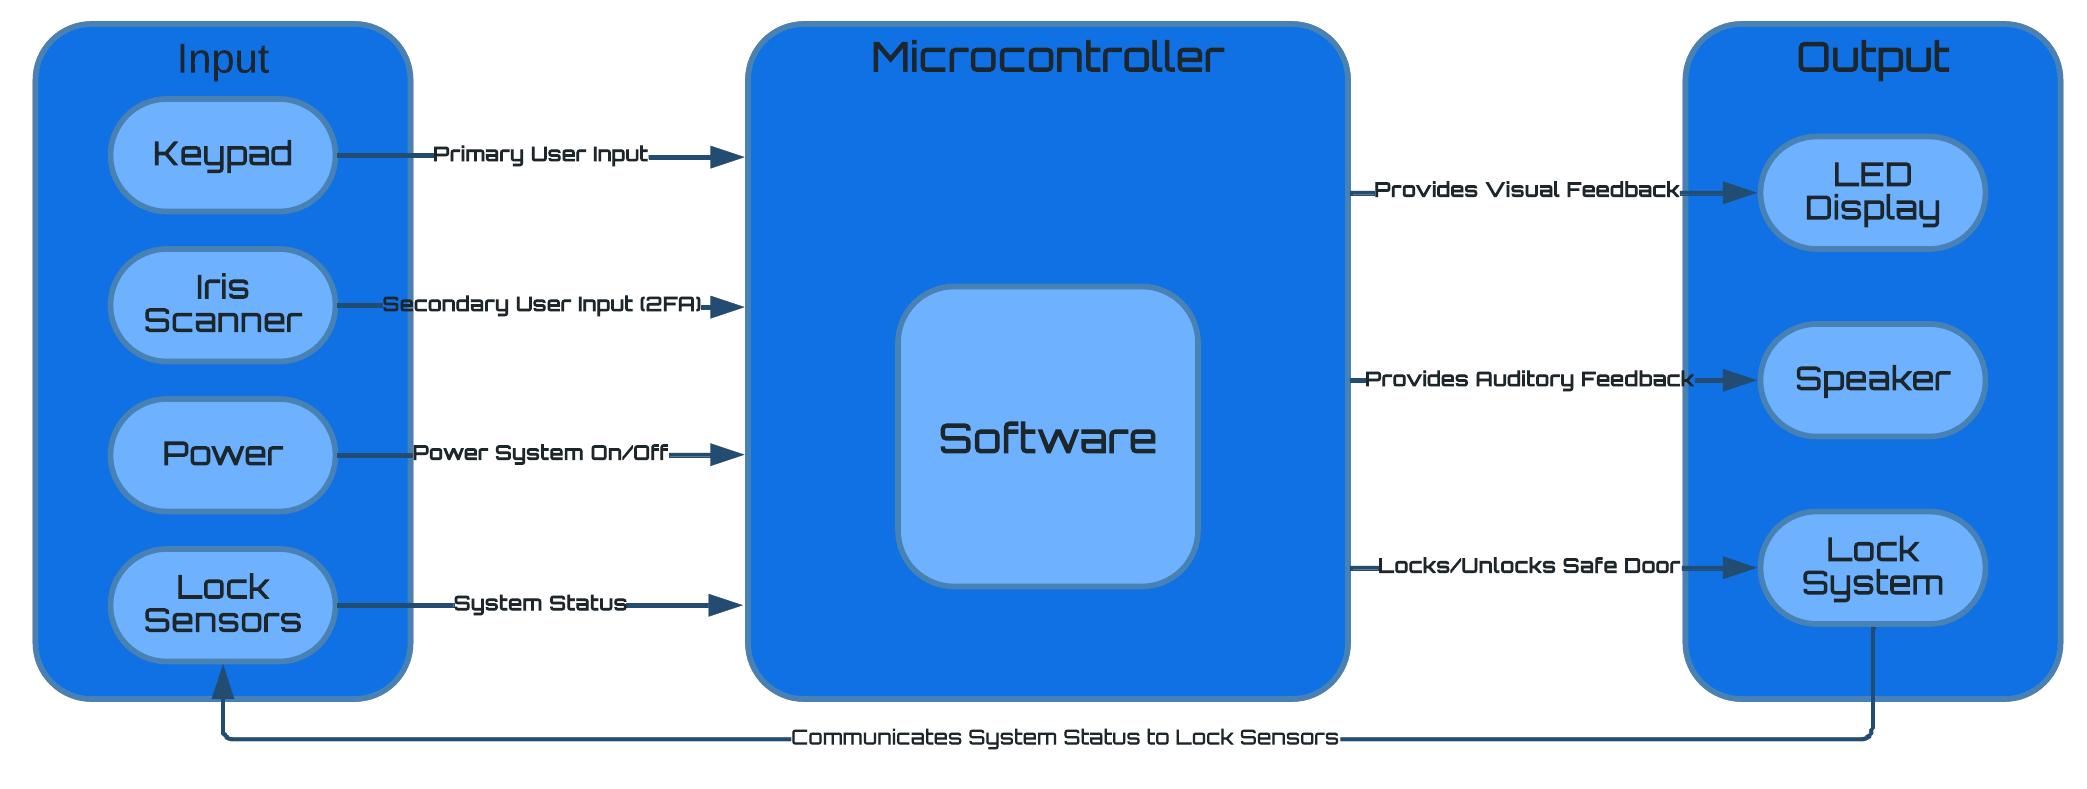 Input
Keypad
Iris
Scanner
Power
Lock
Sensors
Primary User Input
Secondary User Input (2FA)
Power System On/Off
System Status
Microcontroller
Software
Provides Visual Feedback
Provides Auditory Feedback
Locks/Unlocks Safe Door
Output
LED
Display
Speaker
Lock
System
Communicates System Status to Lock Sensors